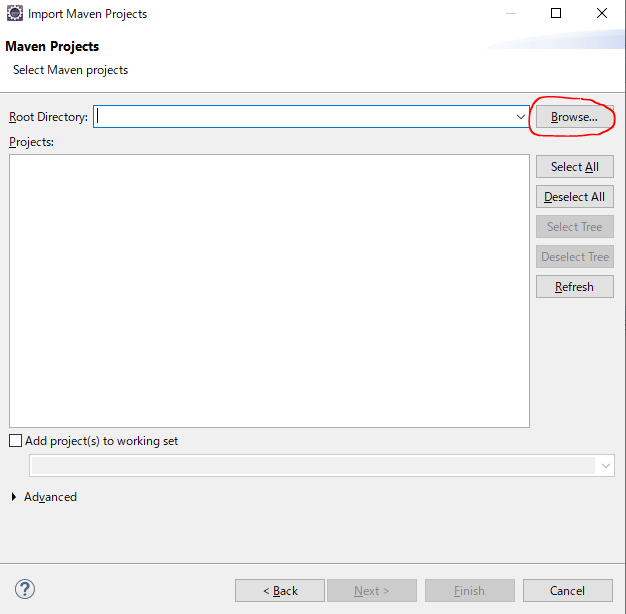 Import Maven Projects
Maven Projects
Select Maven projects
Root Directory:
Browse...
Projects:
Select All
Deselect All
Select Tree
Deselect Tree
Refresh
Add project(s) to working set
Advanced
?
< Back
Next >
Finish
Cancel